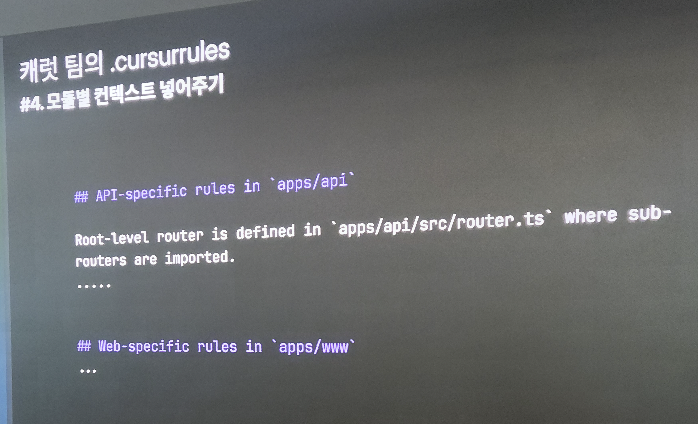 캐럿 팀의 .cursurrules
#4. 모듈별 컨텍스트 넣어주기
## API-specific rules in `apps/api`
Root-level router is defined in `apps/api/src/router.ts` where sub-
routers are imported.
.....
## Web-specific rules in `apps/www`
...